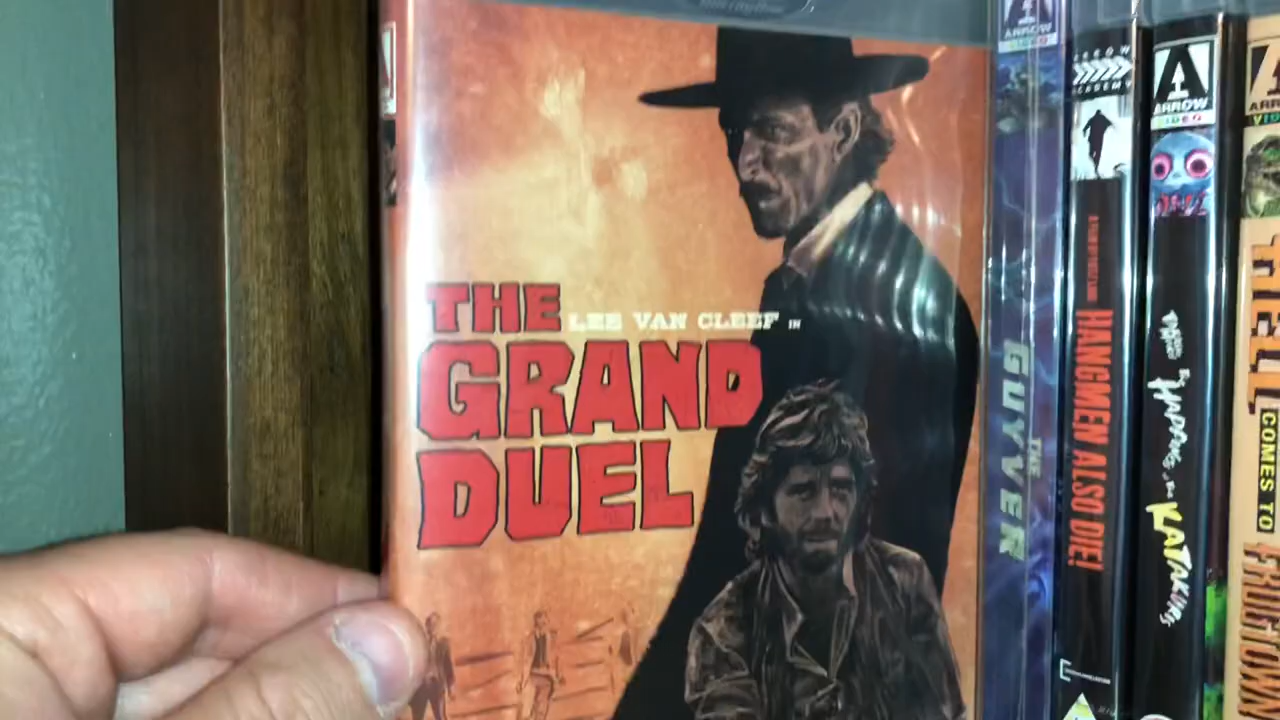 THE
LEE VAN CLEEF IN
GRAND
DUEL
ARROW
VIDEO
THE
GUYVER
ARROW
ACADEMY
HANGMEN ALSO DIE!
ARROW
VIDEO
THE HAPPINESS OF THE KATAKURIS
HELL
COMES TO
FROGTOWN